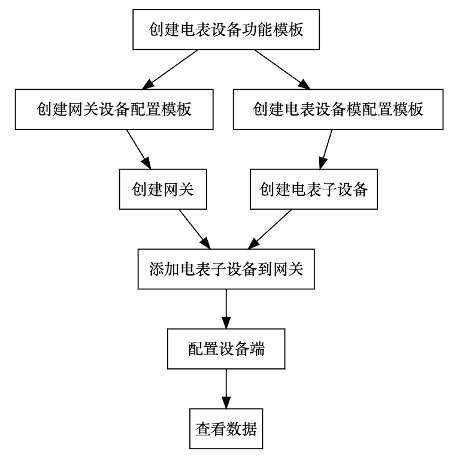 创建电表设备功能模板
创建网关设备配置模板
创建电表设备模配置模板
创建网关
创建电表子设备
添加电表子设备到网关
配置设备端
查看数据